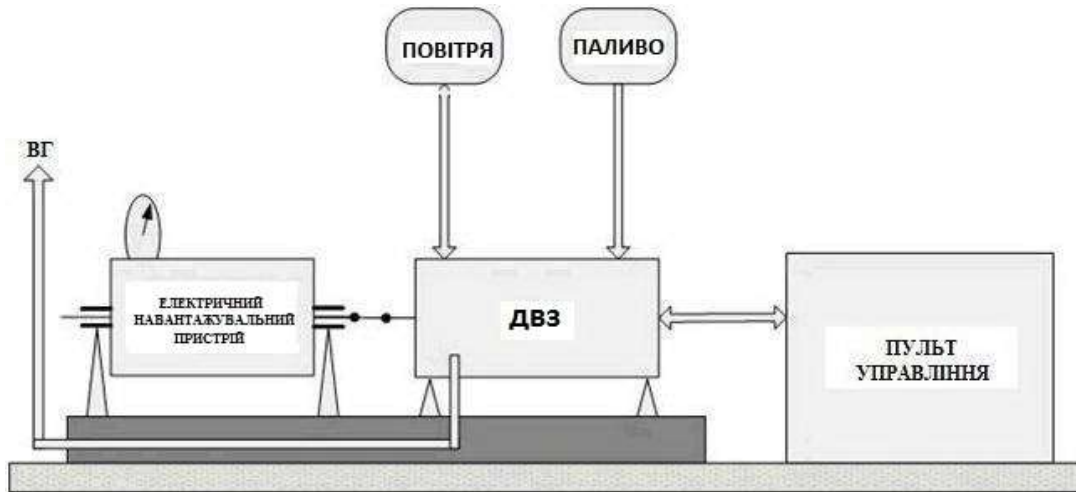 ПОВІТРЯ
ПАЛИВО
ВГ
ЕЛЕКТРИЧНИЙ
НАВАНТАЖУВАЛЬНИЙ
ПРИСТРІЙ
ДВЗ
ПУЛЬТ
УПРАВЛІННЯ